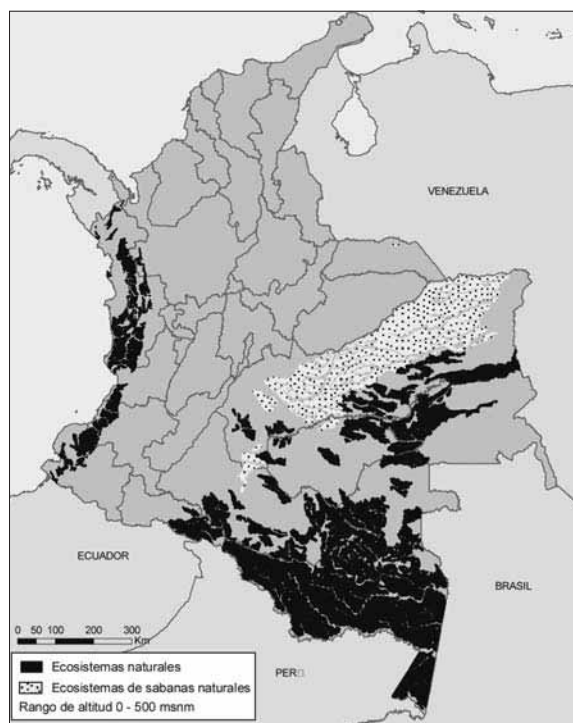 VENEZUELA
ECUADOR
BRASIL
0 50 100 200 300
Km
PER□
Ecosistemas naturales
Ecosistemas de sabanas naturales
Rango de altitud 0 - 500 msnm